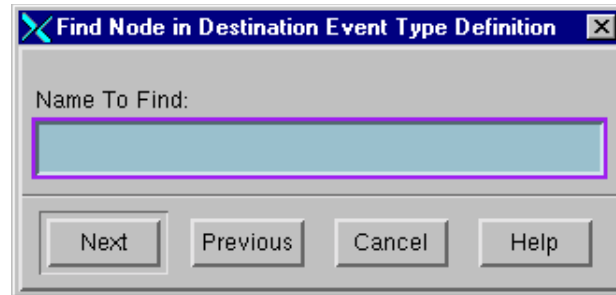 Find Node in Destination Event Type Definition
Name To Find:
Next Previous Cancel Help